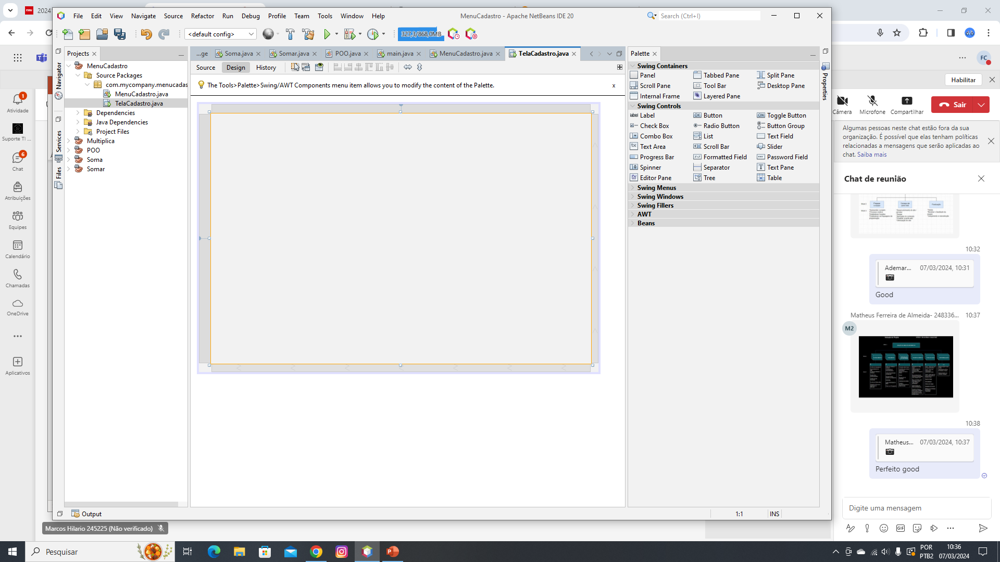 2024
File Edit View Navigate Source Refactor Run Debug Profile Team Tools Window Help
MenuCadastro - Apache NetBeans IDE 20
Search (Ctrl+I)
<default config>
327,3/868,0MB
Projects
...ge
Soma.java
Somar.java
POO.java
main.java
MenuCadastro.java
TelaCadastro.java
Palette
Source Design History
The Tools>Palette>Swing/AWT Components menu item allows you to modify the content of the Palette.
x
Navigator
Services
Files
Properties
MenuCadastro
Source Packages
com.mycompany.menucadas
MenuCadastro.java
TelaCadastro.java
Dependencies
Java Dependencies
Project Files
Multiplica
POO
Soma
Somar
Swing Containers
Panel Tabbed Pane Split Pane
Scroll Pane Tool Bar Desktop Pane
Internal Frame Layered Pane
Swing Controls
Label Button Toggle Button
Check Box Radio Button Button Group
Combo Box List Text Field
Text Area Scroll Bar Slider
Progress Bar Formatted Field Password Field
Spinner Separator Text Pane
Editor Pane Tree Table
Swing Menus
Swing Windows
Swing Fillers
AWT
Beans
Output
1:1
INS
Marcos Hilario 245225 (Não verificado)
1
Atividade
Suporte TI ...
6
Chat
Atribuições
Equipes
Calendário
Chamadas
OneDrive
Aplicativos
FC
Habilitar
Câmera
Microfone
Compartilhar
Sair
Algumas pessoas neste chat estão fora da sua
organização. É possível que elas tenham políticas
relacionadas a mensagens que serão aplicadas ao
chat. Saiba mais
Chat de reunião
10:32
Ademar... 07/03/2024, 10:31
Good
Matheus Ferreira de Almeida- 248336... 10:37
M2
10:38
Matheus... 07/03/2024, 10:37
Perfeito good
Digite uma mensagem
GIF
Pesquisar
POR
PTB2
10:36
07/03/2024